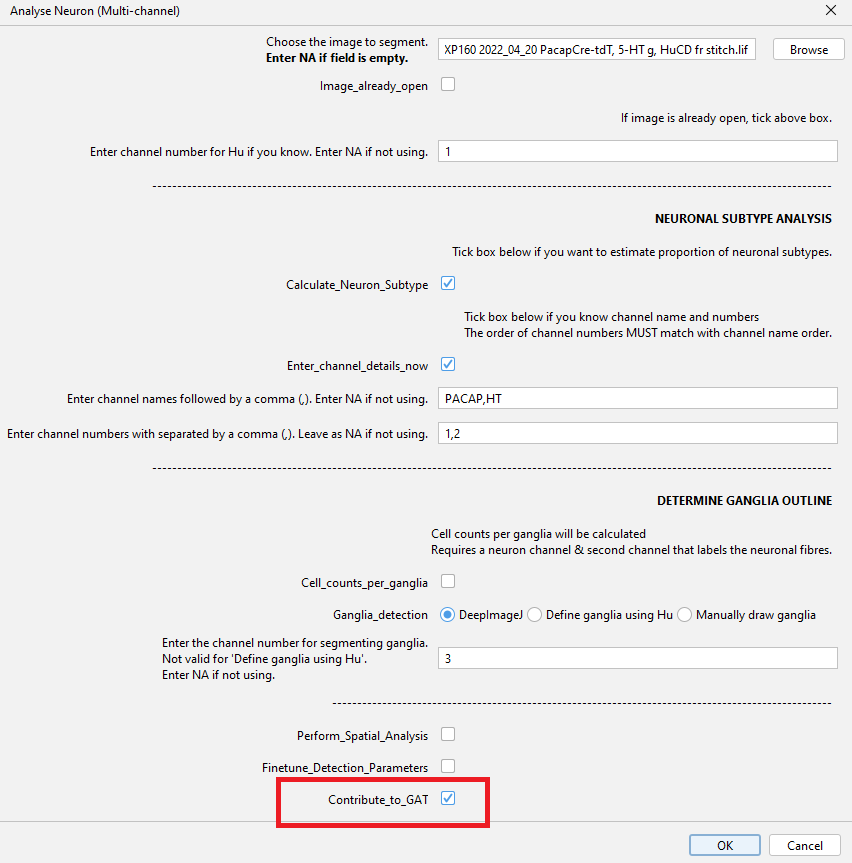 Analyse Neuron (Multi-channel)
Choose the image to segment.
Enter NA if field is empty.
XP160 2022_04_20 PacapCre-tdT, 5-HT g, HuCD fr stitch.lif
Browse
Image_already_open
If image is already open, tick above box.
Enter channel number for Hu if you know. Enter NA if not using.
1
NEURONAL SUBTYPE ANALYSIS
Tick box below if you want to estimate proportion of neuronal subtypes.
Calculate_Neuron_Subtype
Tick box below if you know channel name and numbers
The order of channel numbers MUST match with channel name order.
Enter_channel_details_now
Enter channel names followed by a comma (,). Enter NA if not using.
PACAP,HT
Enter channel numbers with separated by a comma (,). Leave as NA if not using.
1,2
DETERMINE GANGLIA OUTLINE
Cell counts per ganglia will be calculated
Requires a neuron channel & second channel that labels the neuronal fibres.
Cell_counts_per_ganglia
Ganglia_detection
DeepImageJ
Define ganglia using Hu
Manually draw ganglia
Enter the channel number for segmenting ganglia.
Not valid for 'Define ganglia using Hu'.
Enter NA if not using.
3
Perform_Spatial_Analysis
Finetune_Detection_Parameters
Contribute_to_GAT
OK
Cancel